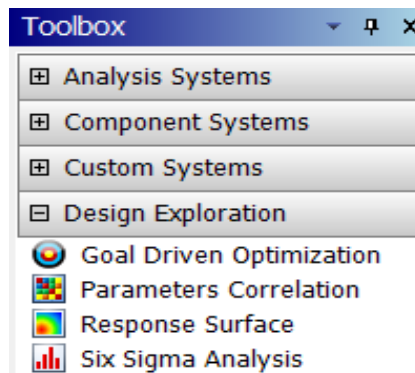 Toolbox
Analysis Systems
Component Systems
Custom Systems
Design Exploration
Goal Driven Optimization
Parameters Correlation
Response Surface
Six Sigma Analysis